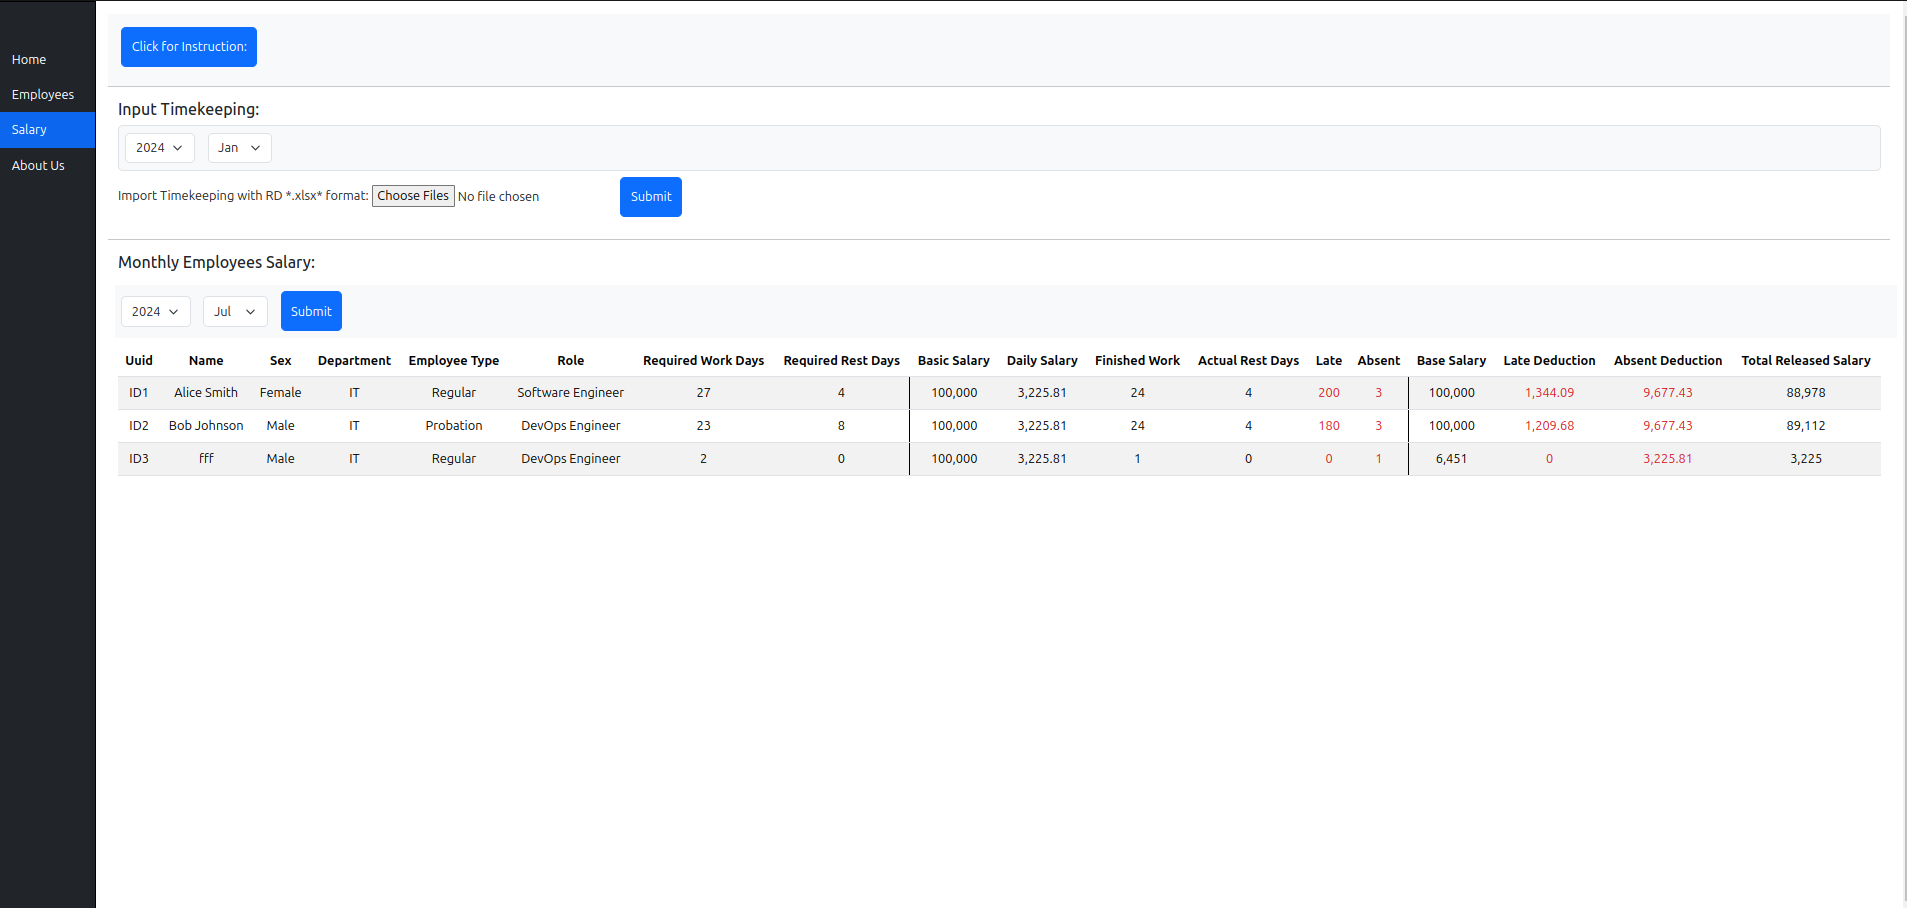 Home
Employees
Salary
About Us
Click for Instruction:
Input Timekeeping:
2024 Jan
Import Timekeeping with RD *.xlsx* format: Choose Files No file chosen Submit
Monthly Employees Salary:
2024 Jul Submit
Uuid Name Sex Department Employee Type Role Required Work Days Required Rest Days Basic Salary Daily Salary Finished Work Actual Rest Days Late Absent Base Salary Late Deduction Absent Deduction Total Released Salary
ID1 Alice Smith Female IT Regular Software Engineer 27 4 100,000 3,225.81 24 4 200 3 100,000 1,344.09 9,677.43 88,978
ID2 Bob Johnson Male IT Probation DevOps Engineer 23 8 100,000 3,225.81 24 4 180 3 100,000 1,209.68 9,677.43 89,112
ID3 fff Male IT Regular DevOps Engineer 2 0 100,000 3,225.81 1 0 0 1 6,451 0 3,225.81 3,225